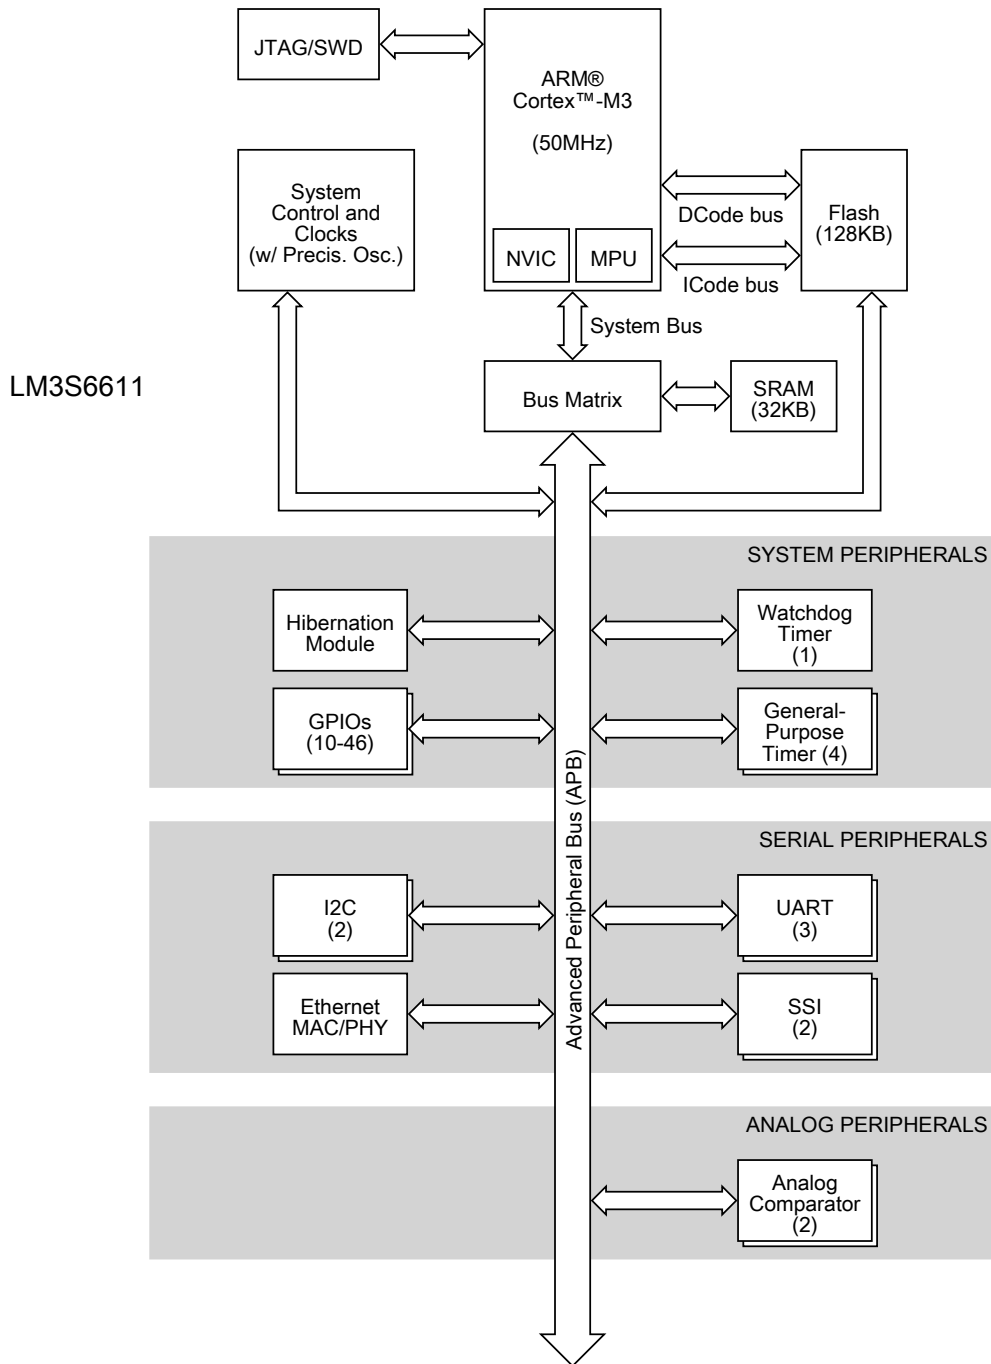 JTAG/SWD
ARM®
Cortex™-M3
(50MHz)
System
Control and
Clocks
(w/ Precis. Osc.)
DCode bus
Flash
(128KB)
NVIC
MPU
ICode bus
System Bus
LM3S6611
Bus Matrix
SRAM
(32KB)
SYSTEM PERIPHERALS
Hibernation
Module
Watchdog
Timer
(1)
GPIOs
(10-46)
General-
Purpose
Timer (4)
Advanced Peripheral Bus (APB)
SERIAL PERIPHERALS
I2C
(2)
UART
(3)
Ethernet
MAC/PHY
SSI
(2)
ANALOG PERIPHERALS
Analog
Comparator
(2)